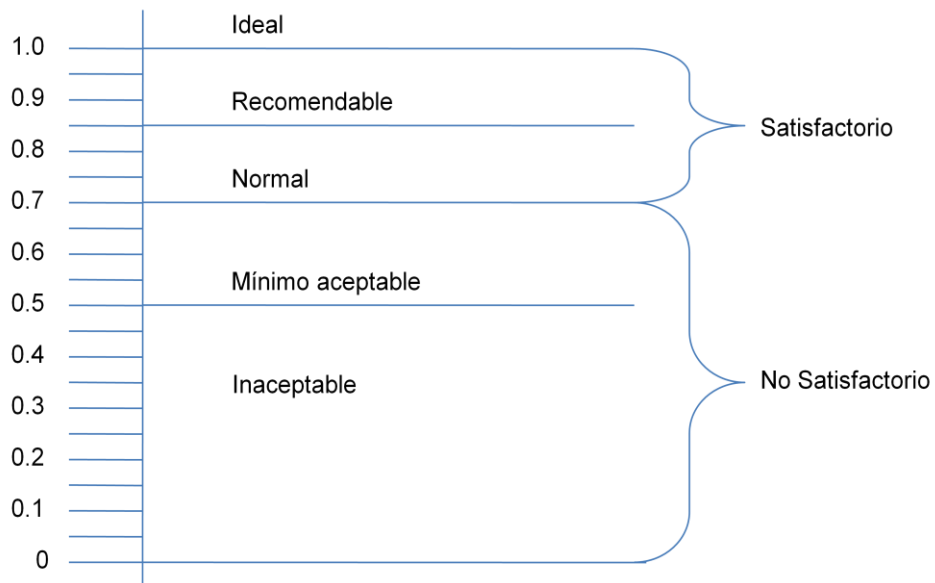 Ideal
1.0
0.9
Recomendable
Satisfactorio
0.8
Normal
0.7
0.6
Mínimo aceptable
0.5
0.4
Inaceptable
No Satisfactorio
0.3
0.2
0.1
0